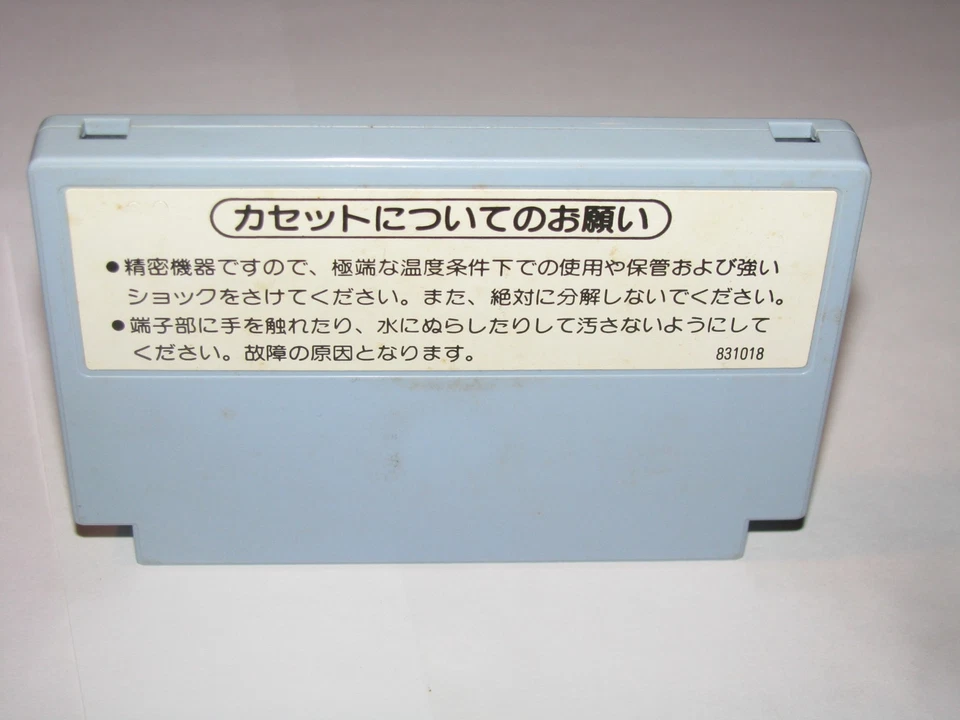 カセットについてのお願い
●精密機器ですので、極端な温度条件下での使用や保管および強い
ショックをさけてください。また、絶対に分解しないでください。
●端子部に手を触れたり、水にぬらしたりして汚さないようにして
ください。故障の原因となります。 831018